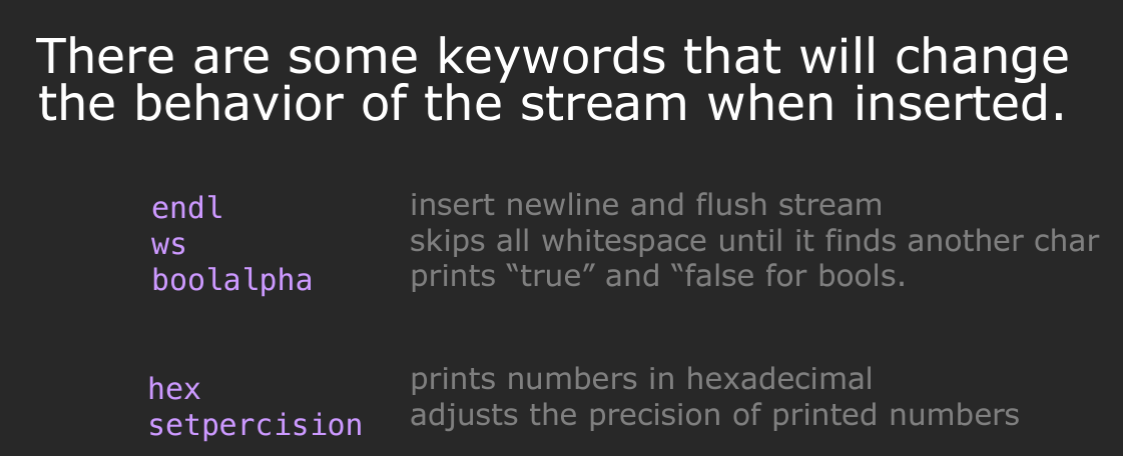 There are some keywords that will change
the behavior of the stream when inserted.
endl insert newline and flush stream
ws skips all whitespace until it finds another char
boolalpha prints “true” and “false for bools.
hex prints numbers in hexadecimal
setpercision adjusts the precision of printed numbers